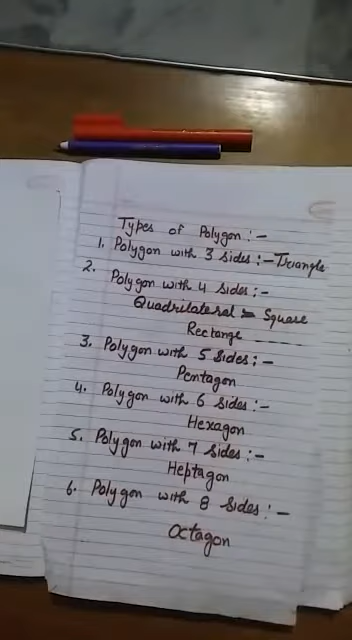 Types of Polygon :-
1. Polygon with 3 sides :- Triangle
2. Polygon with 4 sides :-
Quadrilateral - Square
Rectange
3. Polygon with 5 Sides :-
Pentagon
4. Polygon with 6 sides :-
Hexagon
5. Polygon with 7 sides :-
Heptagon
6. Polygon with 8 sides :-
Octagon